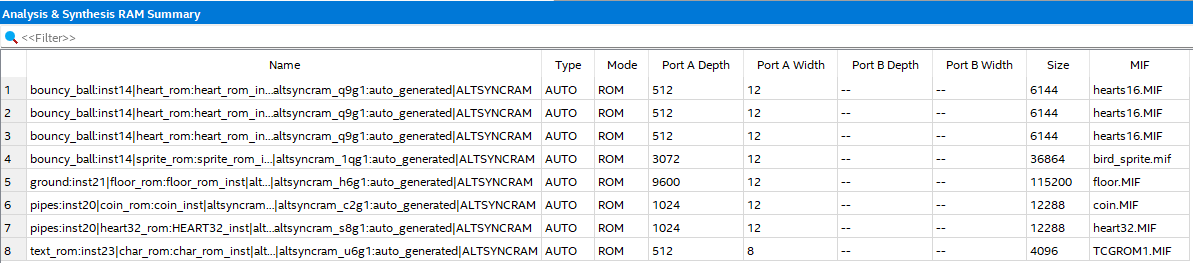 Analysis & Synthesis RAM Summary
<<Filter>>
Name Type Mode Port A Depth Port A Width Port B Depth Port B Width Size MIF
1 bouncy_ball:inst14|heart_rom:heart_rom_in...altsyncram_q9g1:auto_generated|ALTSYNCRAM AUTO ROM 512 12 -- -- 6144 hearts16.MIF
2 bouncy_ball:inst14|heart_rom:heart_rom_in...altsyncram_q9g1:auto_generated|ALTSYNCRAM AUTO ROM 512 12 -- -- 6144 hearts16.MIF
3 bouncy_ball:inst14|heart_rom:heart_rom_in...altsyncram_q9g1:auto_generated|ALTSYNCRAM AUTO ROM 512 12 -- -- 6144 hearts16.MIF
4 bouncy_ball:inst14|sprite_rom:sprite_rom_i...|altsyncram_1qg1:auto_generated|ALTSYNCRAM AUTO ROM 3072 12 -- -- 36864 bird_sprite.mif
5 ground:inst21|floor_rom:floor_rom_inst|alt...|altsyncram_h6g1:auto_generated|ALTSYNCRAM AUTO ROM 9600 12 -- -- 115200 floor.MIF
6 pipes:inst20|coin_rom:coin_inst|altsyncram...|altsyncram_c2g1:auto_generated|ALTSYNCRAM AUTO ROM 1024 12 -- -- 12288 coin.MIF
7 pipes:inst20|heart32_rom:HEART32_inst|alt...altsyncram_s8g1:auto_generated|ALTSYNCRAM AUTO ROM 1024 12 -- -- 12288 heart32.MIF
8 text_rom:inst23|char_rom:char_rom_inst|alt...|altsyncram_u6g1:auto_generated|ALTSYNCRAM AUTO ROM 512 8 -- -- 4096 TCGROM1.MIF